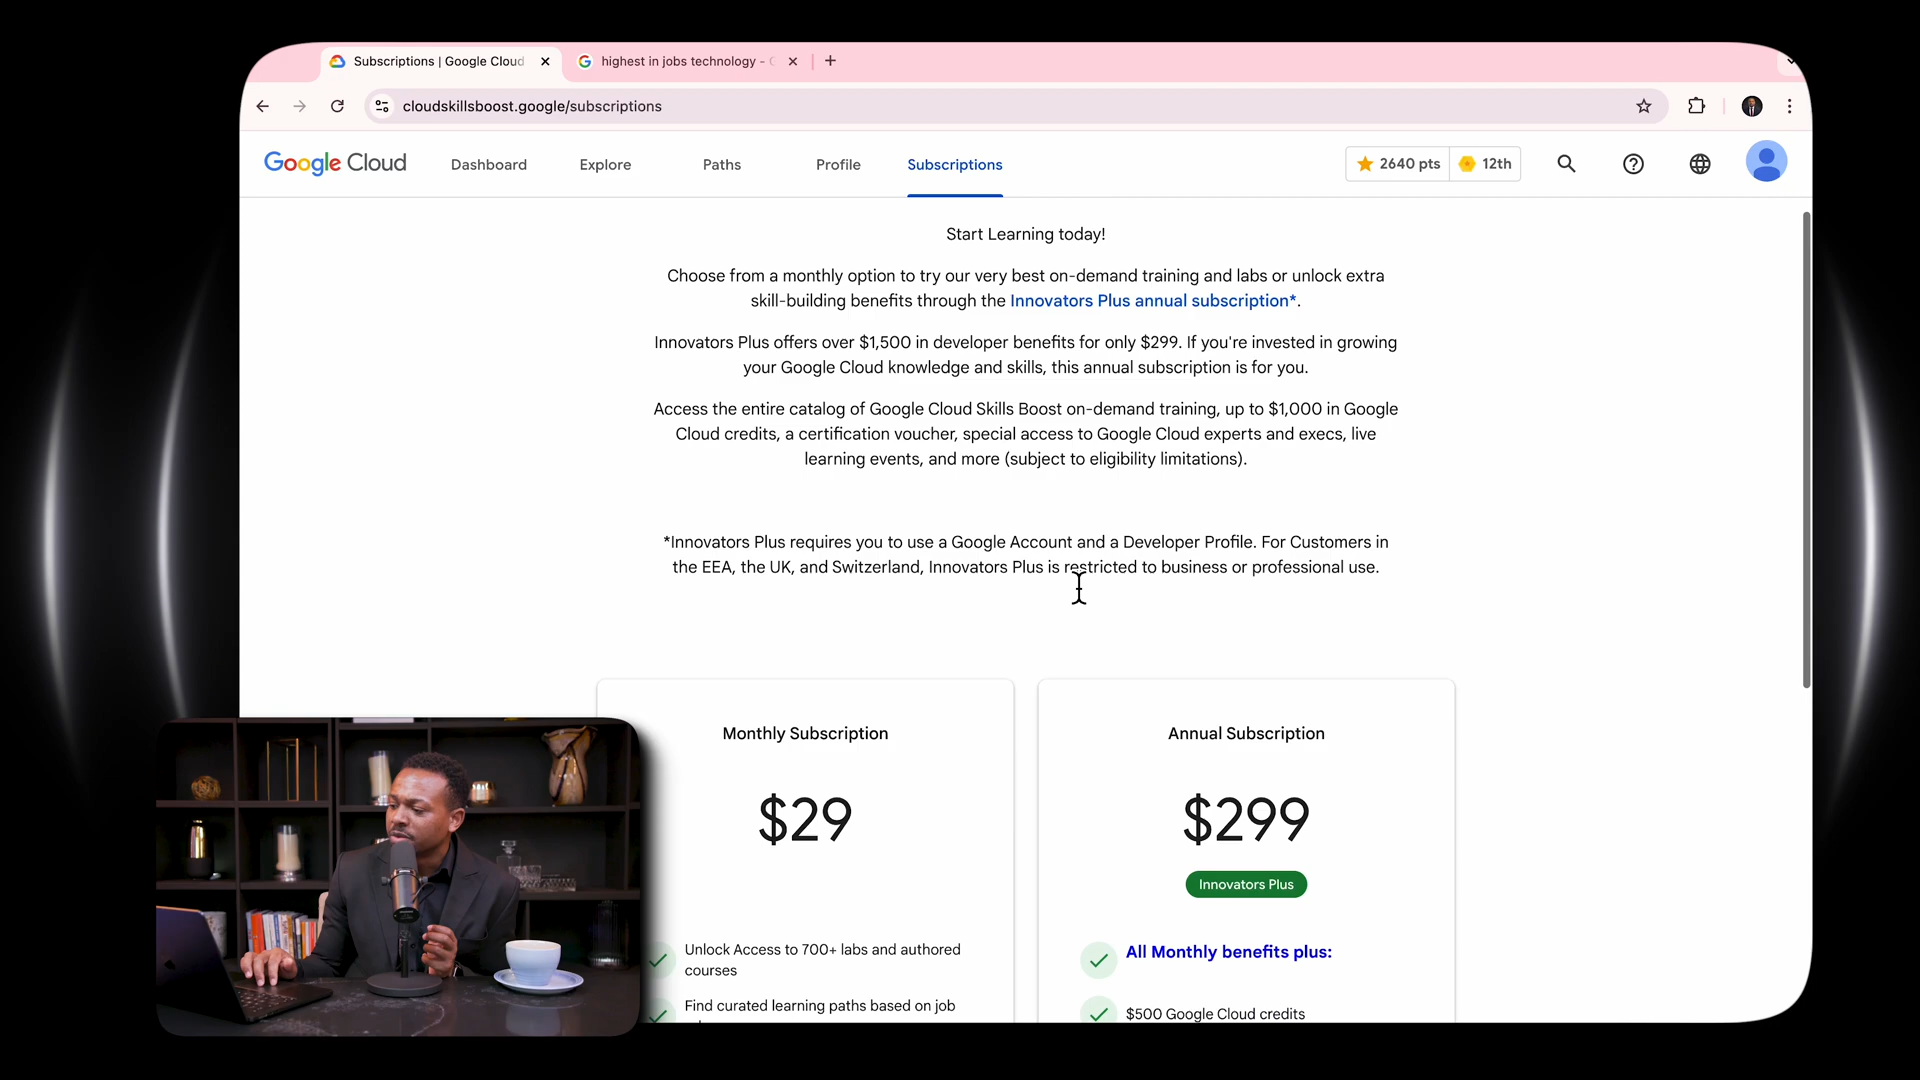 Subscriptions | Google Cloud
highest in jobs technology -
cloudskillsboost.google/subscriptions
Google Cloud
Dashboard
Explore
Paths
Profile
Subscriptions
2640 pts
12th
Start Learning today!
Choose from a monthly option to try our very best on-demand training and labs or unlock extra
skill-building benefits through the Innovators Plus annual subscription*.
Innovators Plus offers over $1,500 in developer benefits for only $299. If you're invested in growing
your Google Cloud knowledge and skills, this annual subscription is for you.
Access the entire catalog of Google Cloud Skills Boost on-demand training, up to $1,000 in Google
Cloud credits, a certification voucher, special access to Google Cloud experts and execs, live
learning events, and more (subject to eligibility limitations).
*Innovators Plus requires you to use a Google Account and a Developer Profile. For Customers in
the EEA, the UK, and Switzerland, Innovators Plus is restricted to business or professional use.
Monthly Subscription
$29
Unlock Access to 700+ labs and authored
courses
Find curated learning paths based on job
Annual Subscription
$299
Innovators Plus
All Monthly benefits plus:
$500 Google Cloud credits